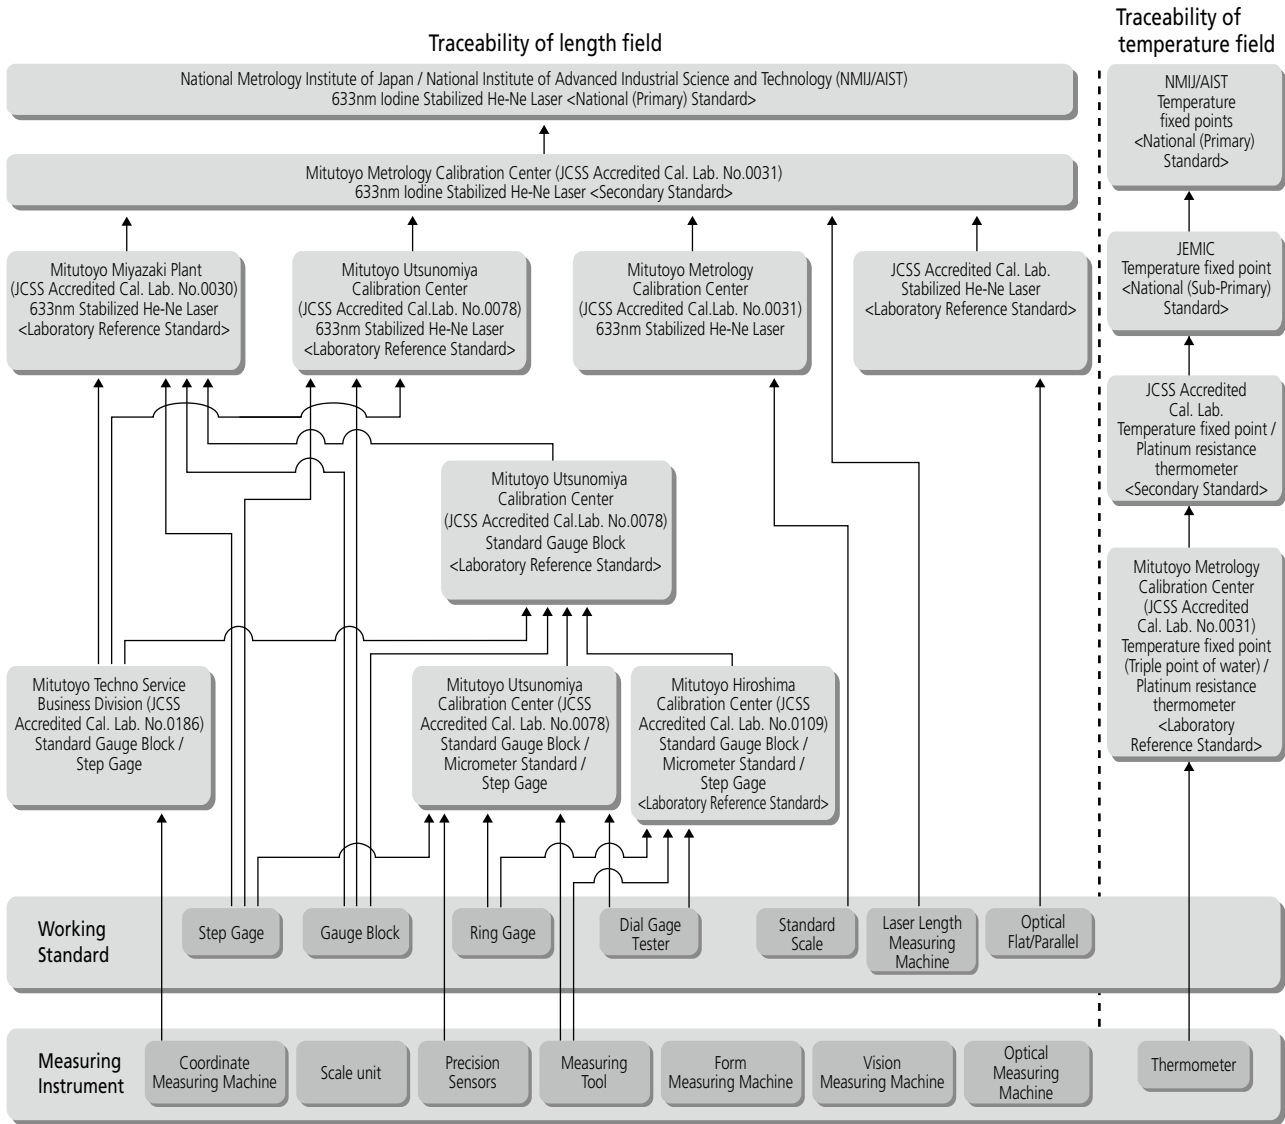 Traceability of length field
Traceability of
temperature field
National Metrology Institute of Japan / National Institute of Advanced Industrial Science and Technology (NMIJ/AIST)
633nm Iodine Stabilized He-Ne Laser <National (Primary) Standard>
NMIJ/AIST
Temperature
fixed points
<National (Primary)
Standard>
Mitutoyo Metrology Calibration Center (JCSS Accredited Cal. Lab. No.0031)
633nm Iodine Stabilized He-Ne Laser <Secondary Standard>
Mitutoyo Miyazaki Plant
(JCSS Accredited Cal. Lab. No.0030)
633nm Stabilized He-Ne Laser
<Laboratory Reference Standard>
Mitutoyo Utsunomiya
Calibration Center
(JCSS Accredited Cal.Lab. No.0078)
633nm Stabilized He-Ne Laser
<Laboratory Reference Standard>
Mitutoyo Metrology
Calibration Center
(JCSS Accredited Cal.Lab. No.0031)
633nm Stabilized He-Ne Laser
JCSS Accredited Cal. Lab.
Stabilized He-Ne Laser
<Laboratory Reference Standard>
JEMIC
Temperature fixed point
<National (Sub-Primary)
Standard>
JCSS Accredited
Cal. Lab.
Temperature fixed point /
Platinum resistance
thermometer
<Secondary Standard>
Mitutoyo Utsunomiya
Calibration Center
(JCSS Accredited Cal.Lab. No.0078)
Standard Gauge Block
<Laboratory Reference Standard>
Mitutoyo Metrology
Calibration Center
(JCSS Accredited
Cal. Lab. No.0031)
Temperature fixed point
(Triple point of water) /
Platinum resistance
thermometer
<Laboratory
Reference Standard>
Mitutoyo Techno Service
Business Division (JCSS
Accredited Cal. Lab. No.0186)
Standard Gauge Block /
Step Gage
Mitutoyo Utsunomiya
Calibration Center (JCSS
Accredited Cal. Lab. No.0078)
Standard Gauge Block /
Micrometer Standard /
Step Gage
Mitutoyo Hiroshima
Calibration Center (JCSS
Accredited Cal. Lab. No.0109)
Standard Gauge Block /
Micrometer Standard /
Step Gage
<Laboratory Reference Standard>
Working
Standard
Step Gage
Gauge Block
Ring Gage
Dial Gage
Tester
Standard
Scale
Laser Length
Measuring
Machine
Optical
Flat/Parallel
Measuring
Instrument
Coordinate
Measuring Machine
Scale unit
Precision
Sensors
Measuring
Tool
Form
Measuring Machine
Vision
Measuring Machine
Optical
Measuring
Machine
Thermometer